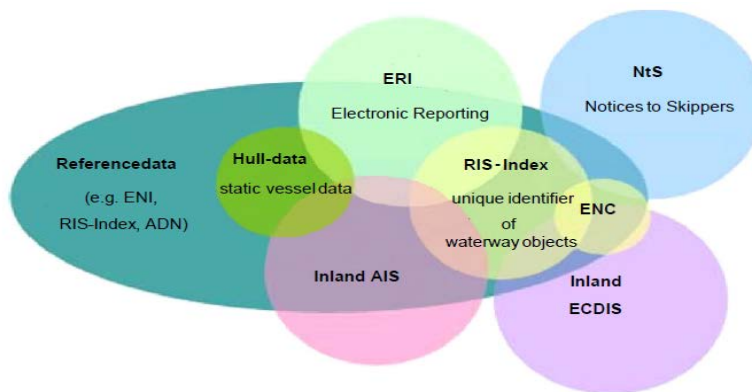 ERI
Electronic Reporting
NtS
Notices to Skippers
Referencedata
(e.g. ENI,
RIS-Index, ADN)
Hull-data
static vessel data
RIS-Index
unique identifier
of
waterway objects
ENC
Inland AIS
Inland
ECDIS